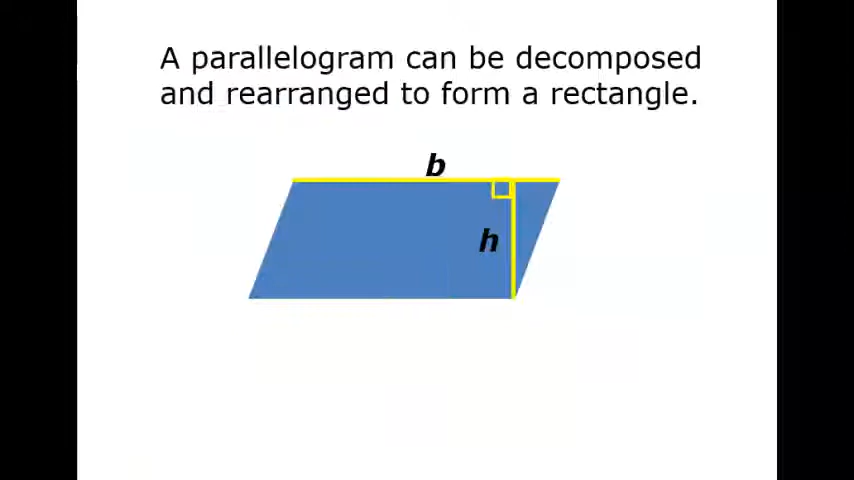 A parallelogram can be decomposed
and rearranged to form a rectangle.
b
h